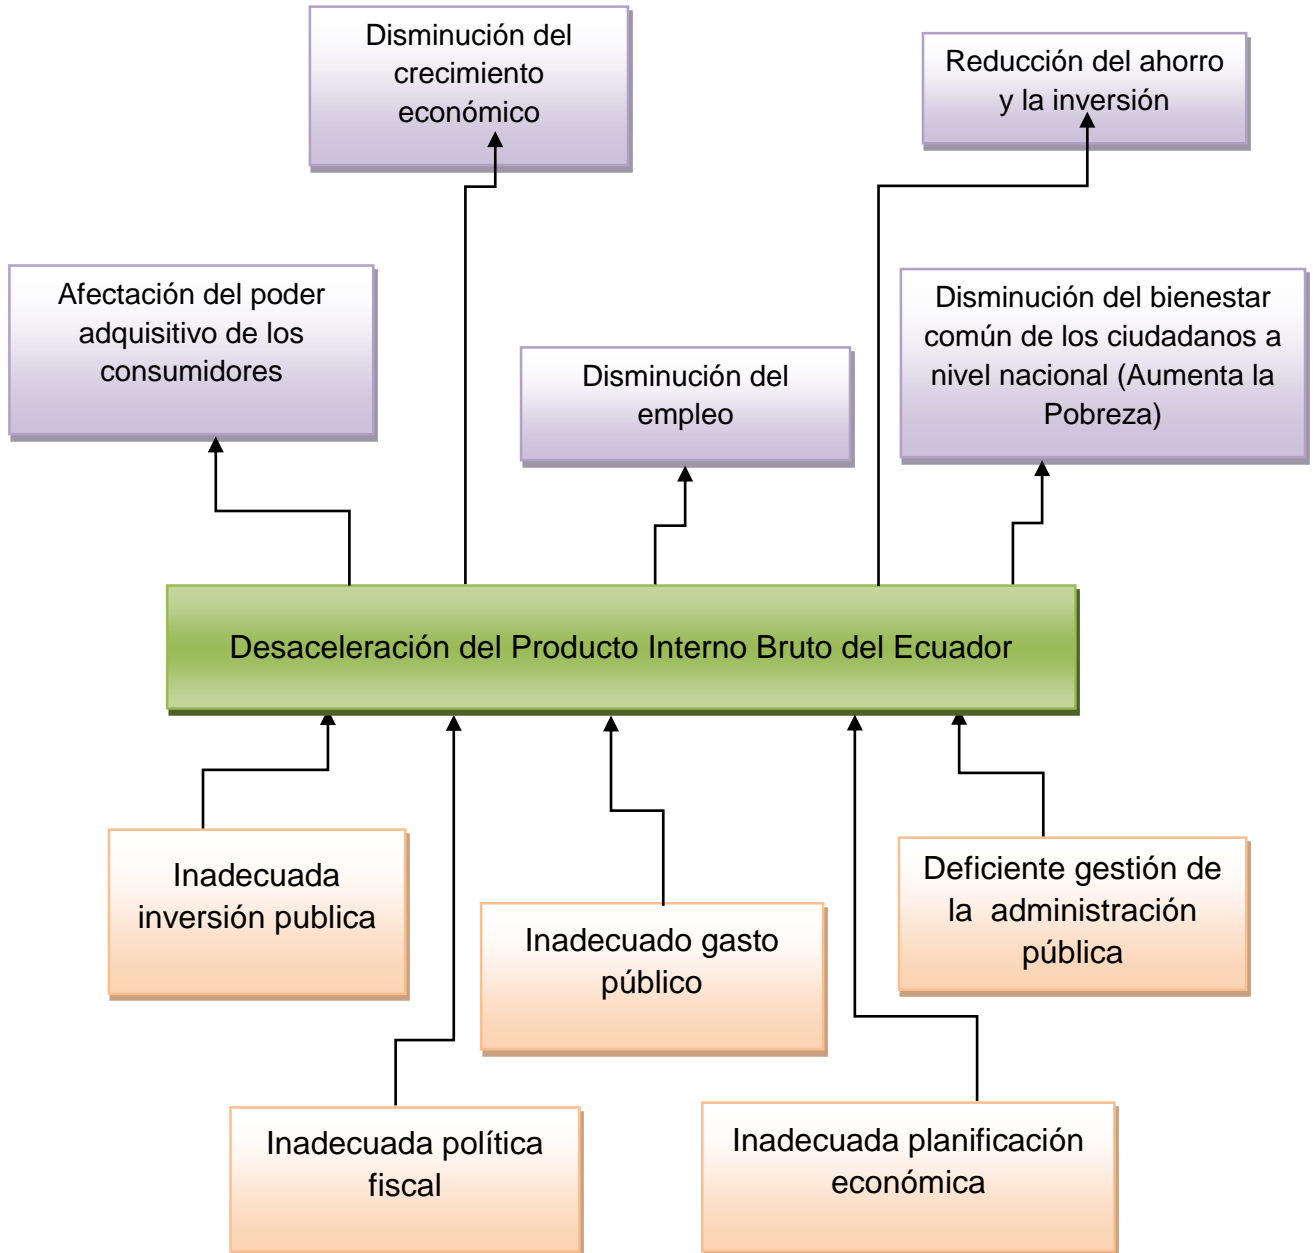 Disminución del
crecimiento
económico
Reducción del ahorro
y la inversión
Afectación del poder
adquisitivo de los
consumidores
Disminución del
empleo
Disminución del bienestar
común de los ciudadanos a
nivel nacional (Aumenta la
Pobreza)
Desaceleración del Producto Interno Bruto del Ecuador
Inadecuada
inversión publica
Inadecuado gasto
público
Deficiente gestión de
la administración
pública
Inadecuada política
fiscal
Inadecuada planificación
económica